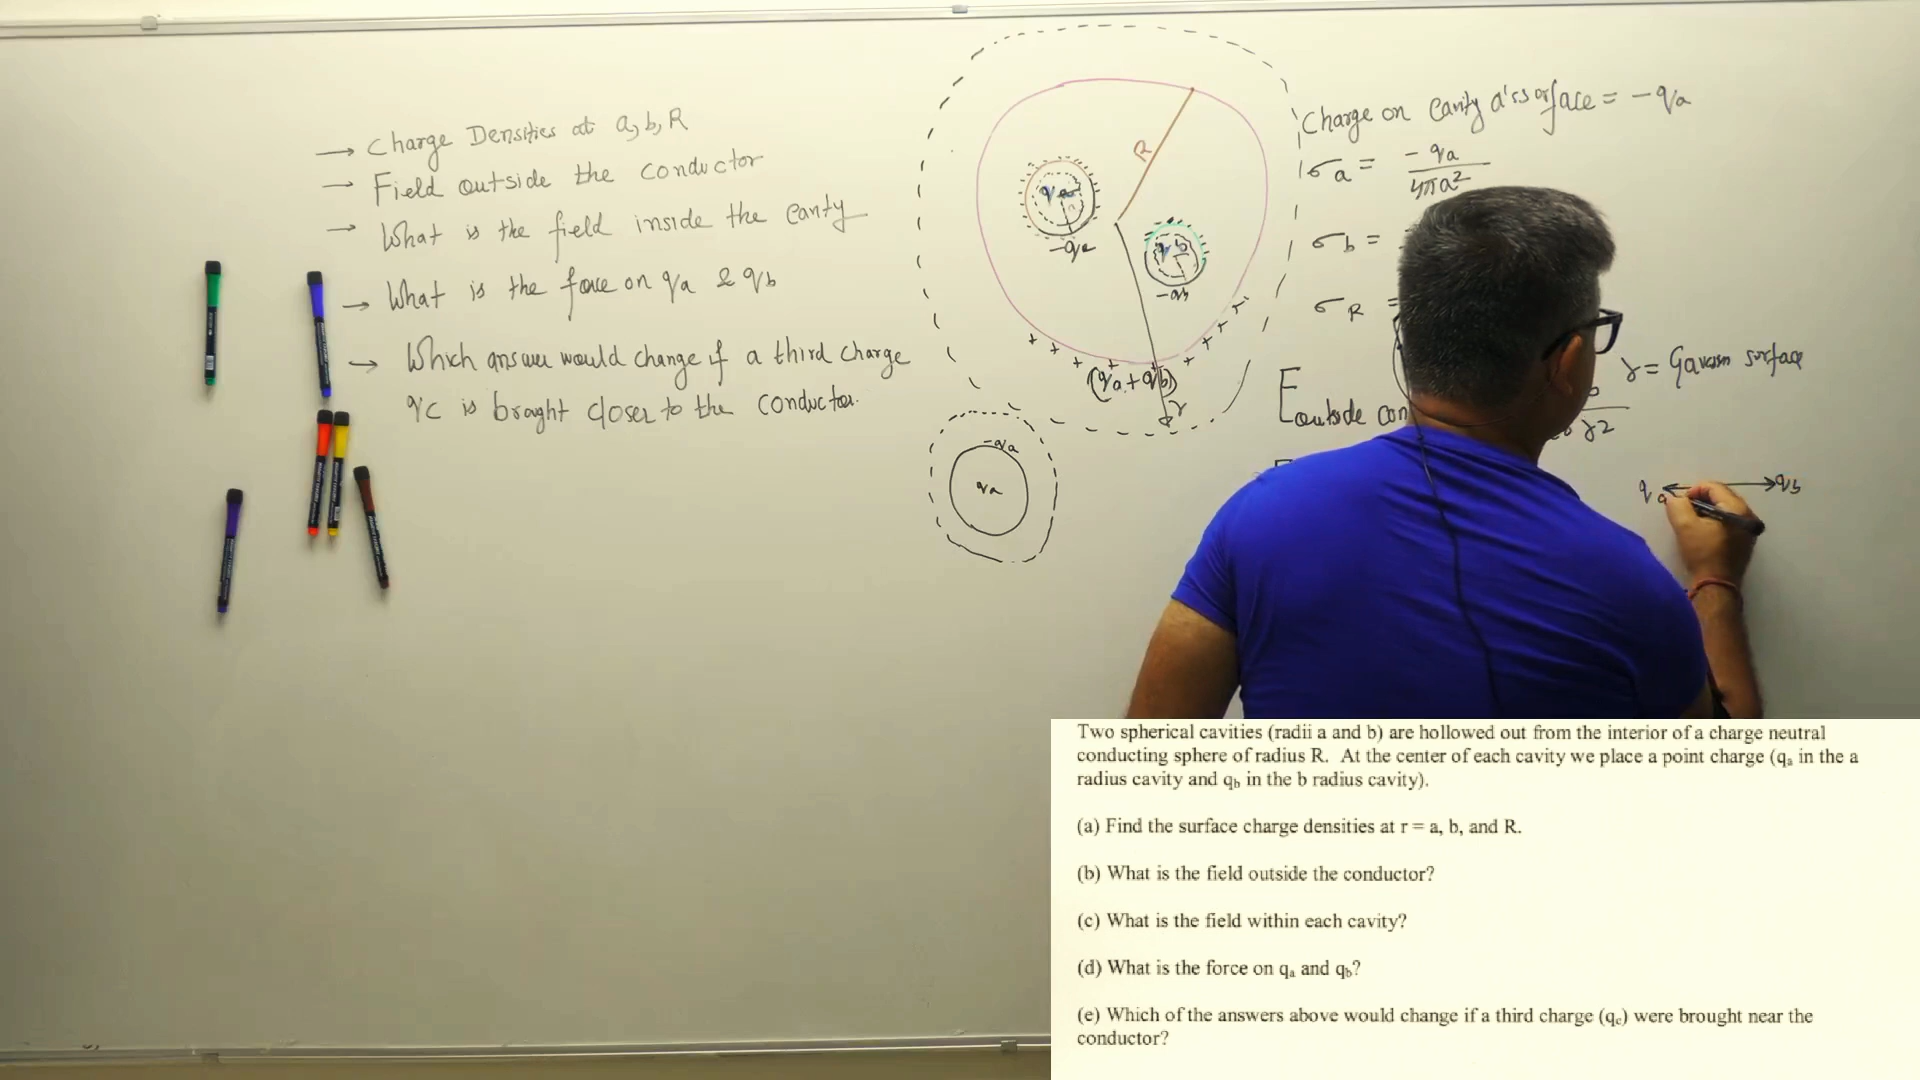 → Charge Densities at a, b, R
→ Field outside the conductor
→ What is the field inside the cavity
→ What is the force on qa & qb
→ Which answer would change if a third charge
qc is brought closer to the conductor.
R
qa
-qa
qb
-qb
+ + + + + + + + +
(qa + qb)
r
-qa
qa
Charge on cavity a's surface = -qa
σa = -qa / 4πa2
σb =
σR =
r = Gaussian surface
E outside con
r2
qa ↔ qb
Two spherical cavities (radii a and b) are hollowed out from the interior of a charge neutral
conducting sphere of radius R. At the center of each cavity we place a point charge (qa in the a
radius cavity and qb in the b radius cavity).
(a) Find the surface charge densities at r = a, b, and R.
(b) What is the field outside the conductor?
(c) What is the field within each cavity?
(d) What is the force on qa and qb?
(e) Which of the answers above would change if a third charge (qc) were brought near the
conductor?